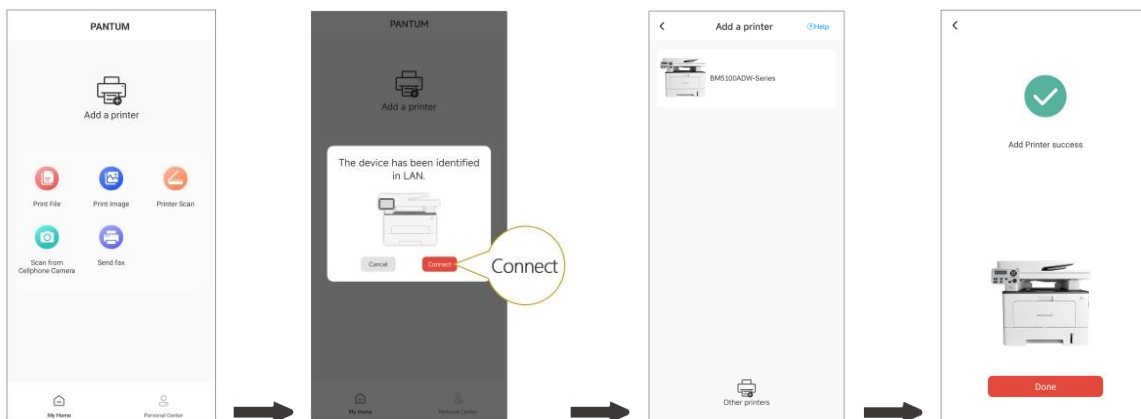 PANTUM
Add a printer
Print File
Print Image
Printer Scan
Scan from
Cellphone Camera
Send fax
My Home
Personal Center
PANTUM
Add a printer
The device has been identified
in LAN.
Cancel
Connect
Connect
My Home
Personal Center
Add a printer
Help
BM5100ADW-Series
Other printers
Add Printer success
Done